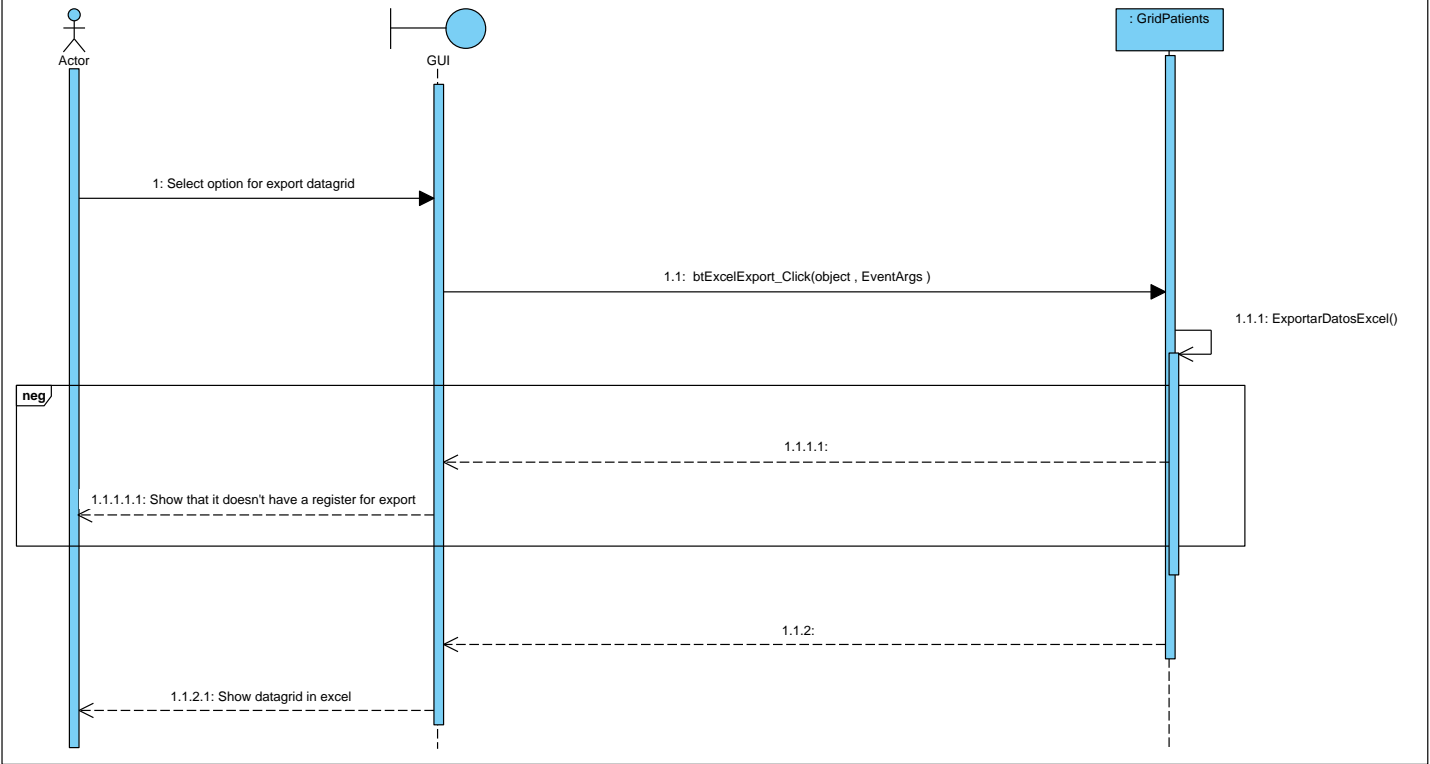 : GridPatients
Actor
GUI
1: Select option for export datagrid
1.1:  btExcelExport_Click(object , EventArgs )
1.1.1: ExportarDatosExcel()
neg
1.1.1.1:
1.1.1.1.1: Show that it doesn't have a register for export
1.1.2:
1.1.2.1: Show datagrid in excel